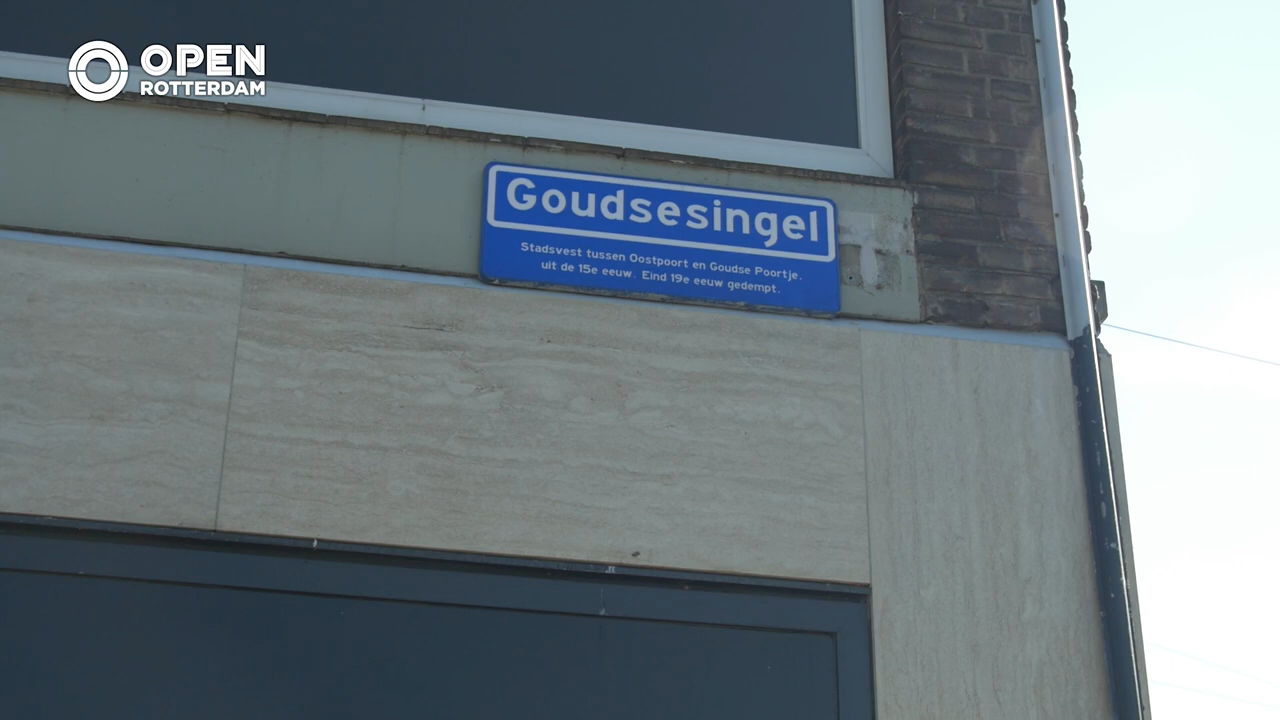 OPEN
ROTTERDAM
Goudsesingel
Stadsvest tussen Oostpoort en Goudse Poortje.
uit de 15e eeuw. Eind 19e eeuw gedempt.